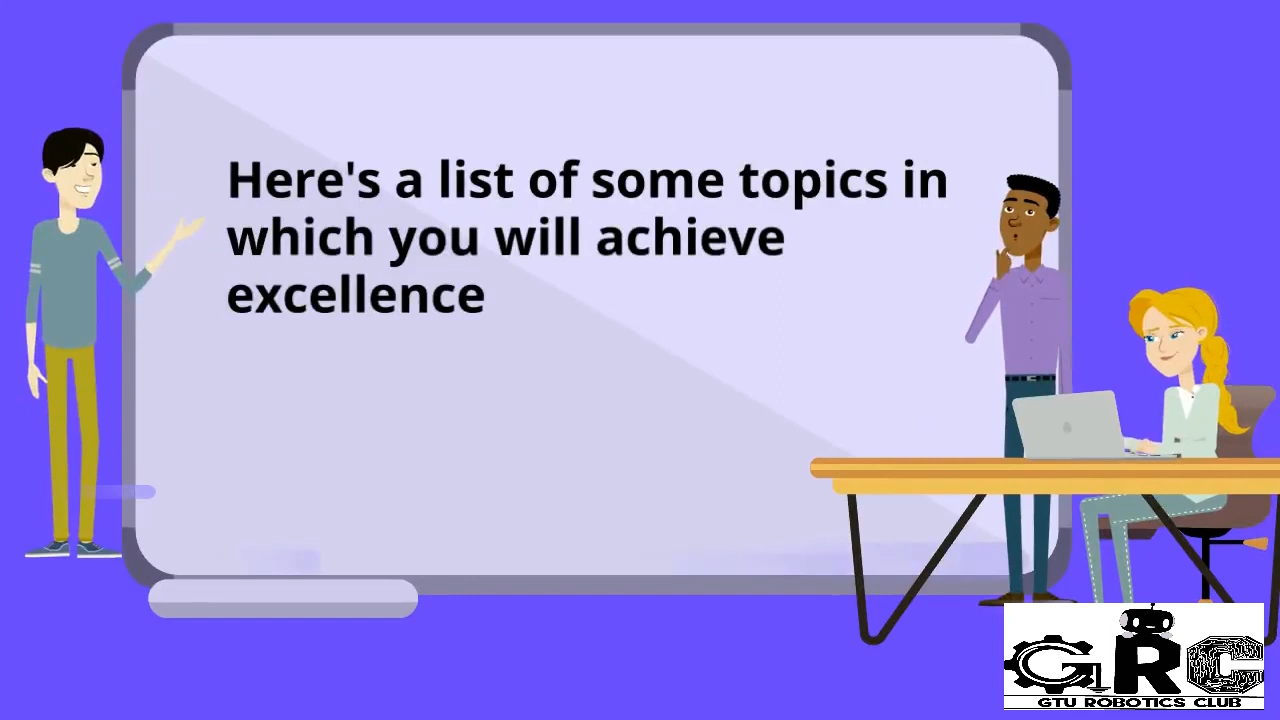 Here's a list of some topics in
which you will achieve
excellence
GRC
GTU ROBOTICS CLUB